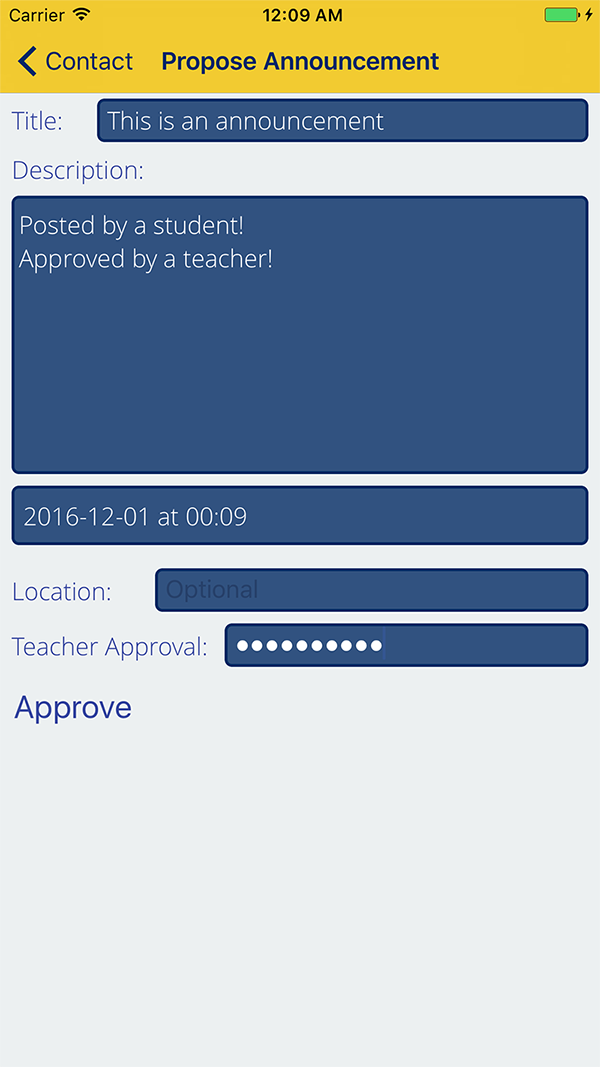 Carrier 12:09 AM
Contact Propose Announcement
Title: This is an announcement
Description:
Posted by a student!
Approved by a teacher!
2016-12-01 at 00:09
Location: Optional
Teacher Approval: ●●●●●●●●●●
Approve